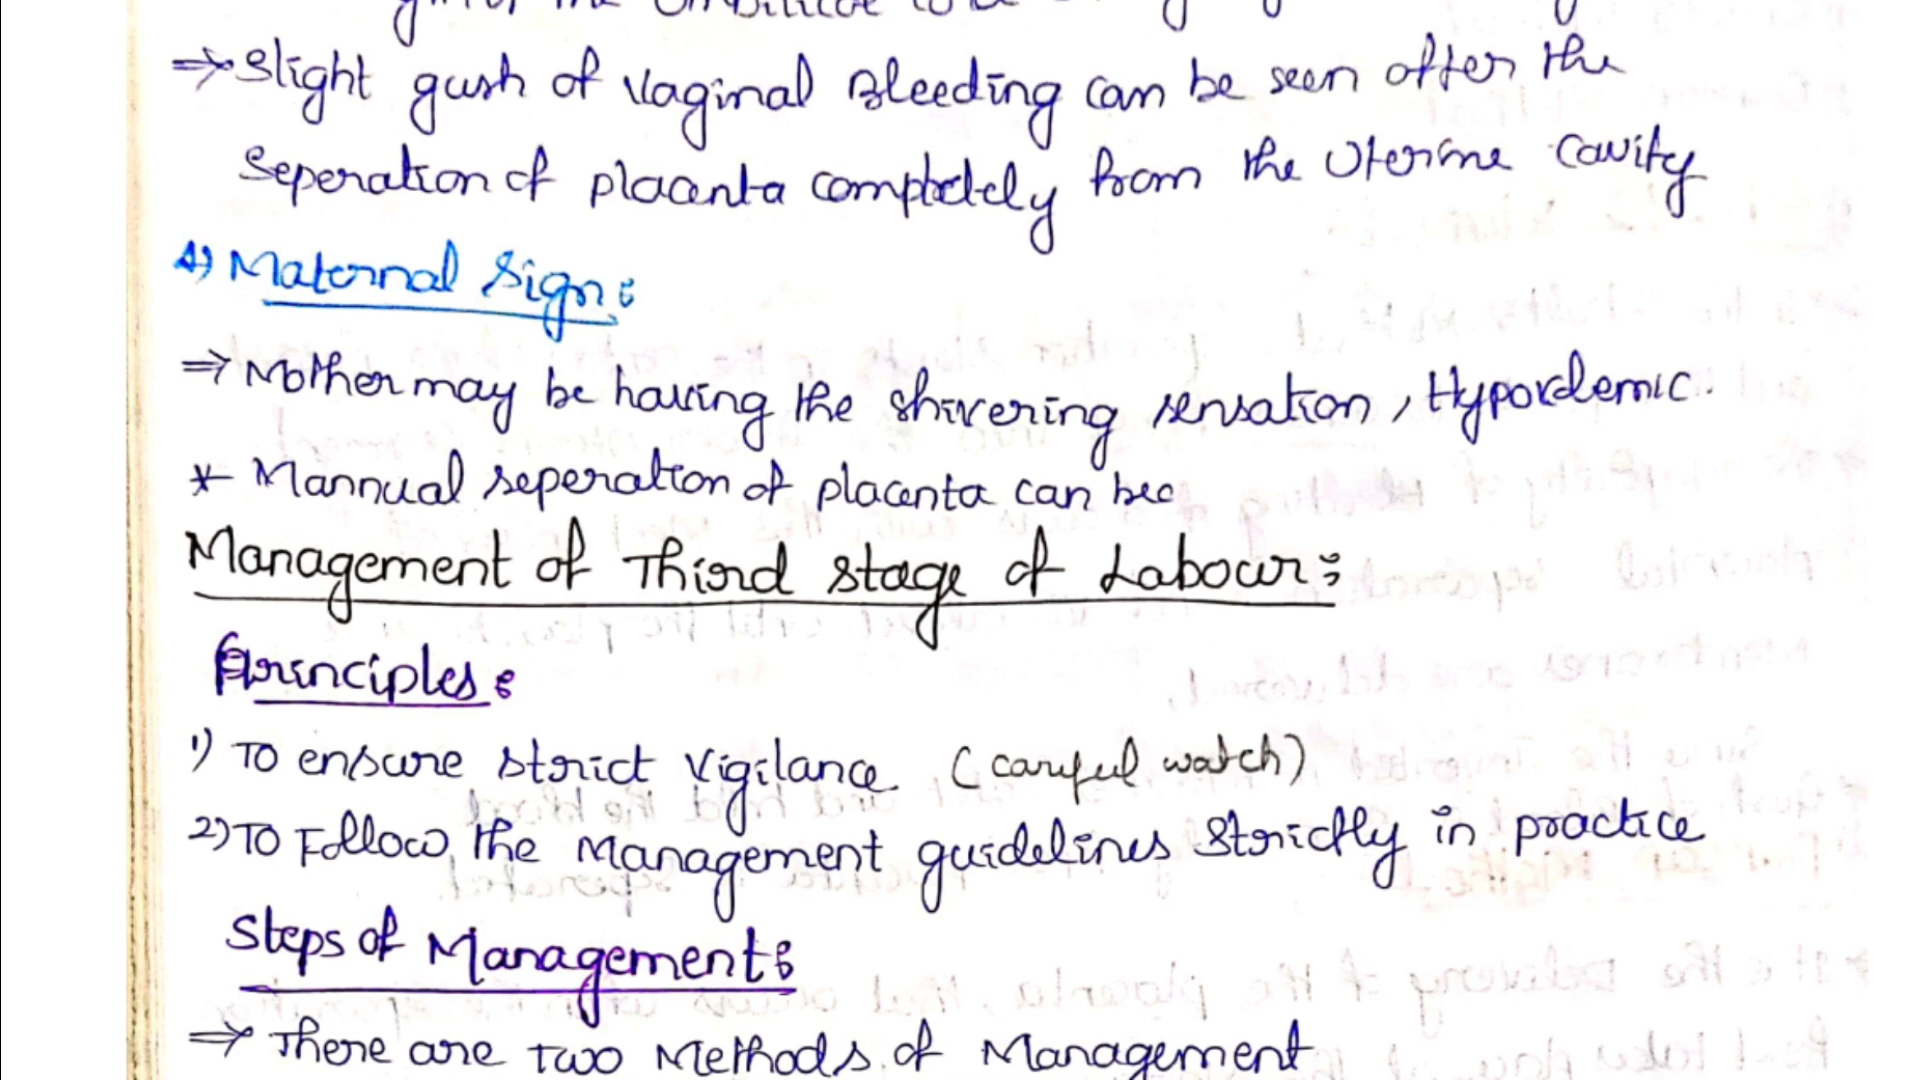 the Umbilical
⇒ Slight gush of Vaginal Bleeding can be seen after the
Seperation of placenta completely from the Uterine Cavity
4) Maternal Sign:
⇒ Mother may be having the shivering sensation,
* Mannual seperation of placenta can bee
Management of Third stage of Labour:
Principles:
1) To ensure strict Vigilance (careful watch)
2) To Follow the Management guidelines Strictly in practice
Steps of Management:
⇒ There are Two Methods of Management